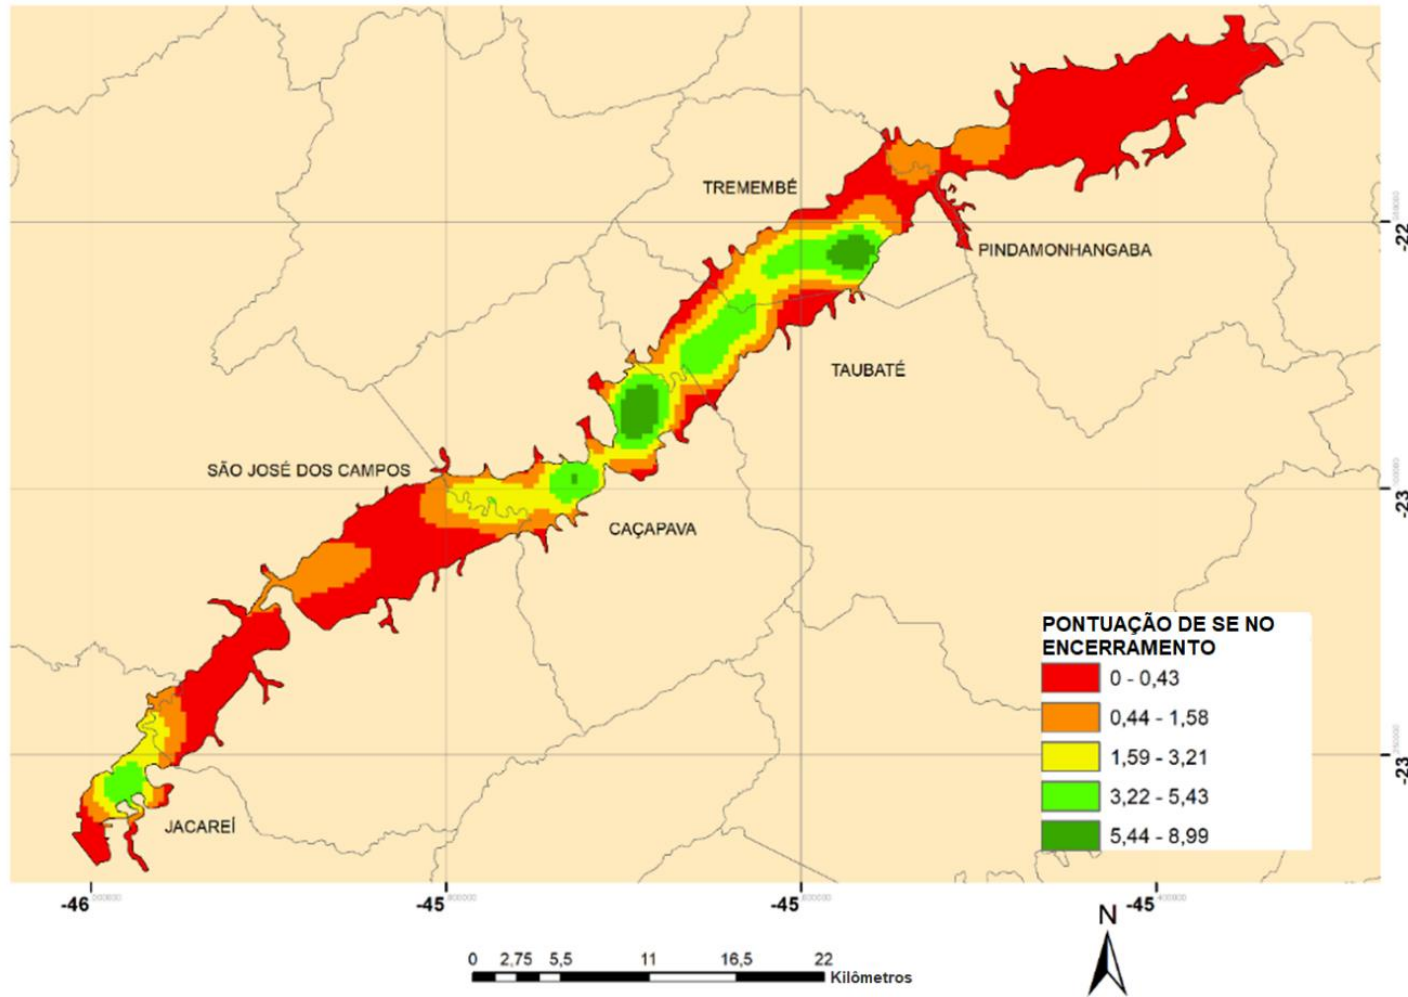 TREMEMBÉ
PINDAMONHANGABA
TAUBATÉ
SÃO JOSÉ DOS CAMPOS
CAÇAPAVA
JACAREÍ
PONTUAÇÃO DE SE NO
ENCERRAMENTO
0 - 0,43
0,44 - 1,58
1,59 - 3,21
3,22 - 5,43
5,44 - 8,99
-22
-23
-23
-46 -45 -45 -45
N
0 2,75 5,5 11 16,5 22
Kilômetros